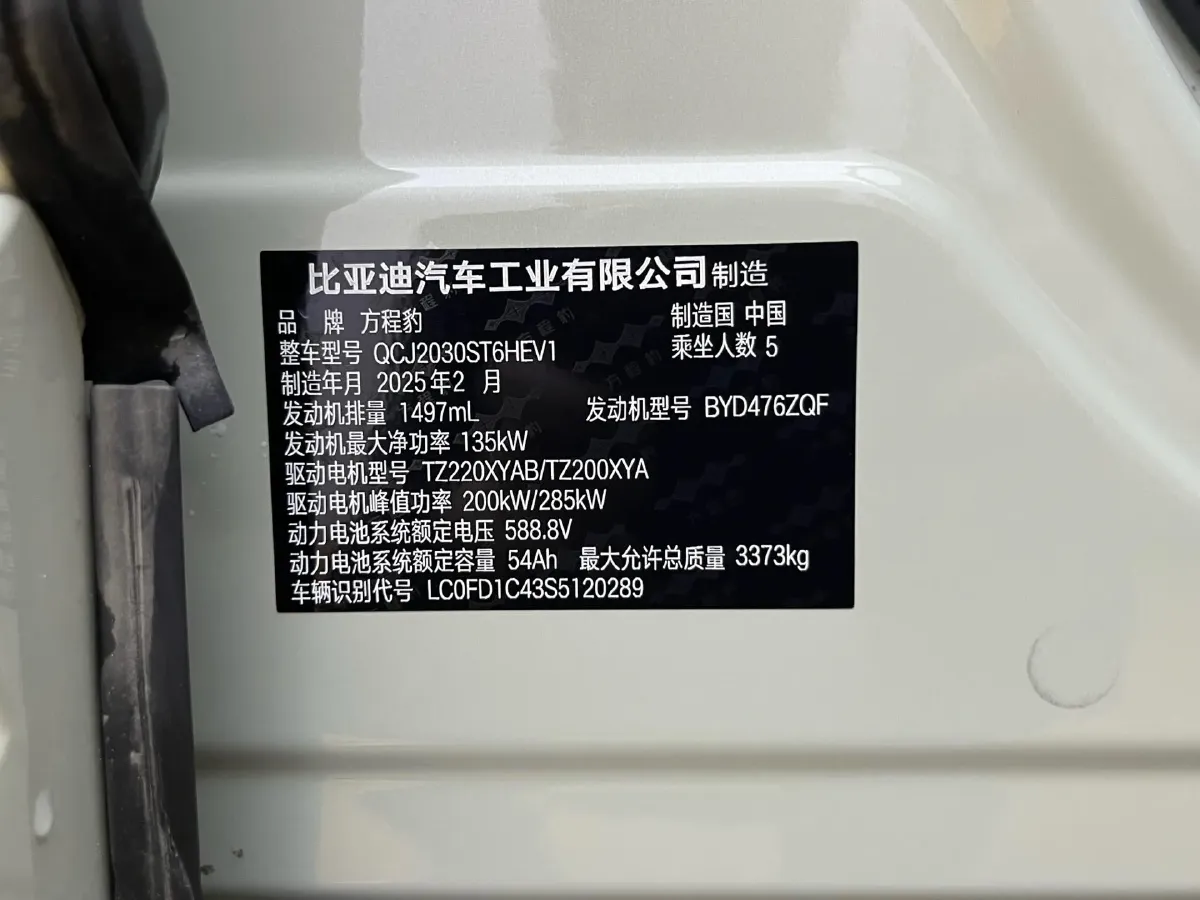 比亚迪汽车工业有限公司制造
品 牌 方程豹 制造国 中国
整车型号 QCJ2030ST6HEV1 乘坐人数 5
制造年月 2025年2 月
发动机排量 1497mL 发动机型号 BYD476ZQF
发动机最大净功率 135kW
驱动电机型号 TZ220XYAB/TZ200XYA
驱动电机峰值功率 200kW/285kW
动力电池系统额定电压 588.8V
动力电池系统额定容量 54Ah 最大允许总质量 3373kg
车辆识别代号 LC0FD1C43S5120289